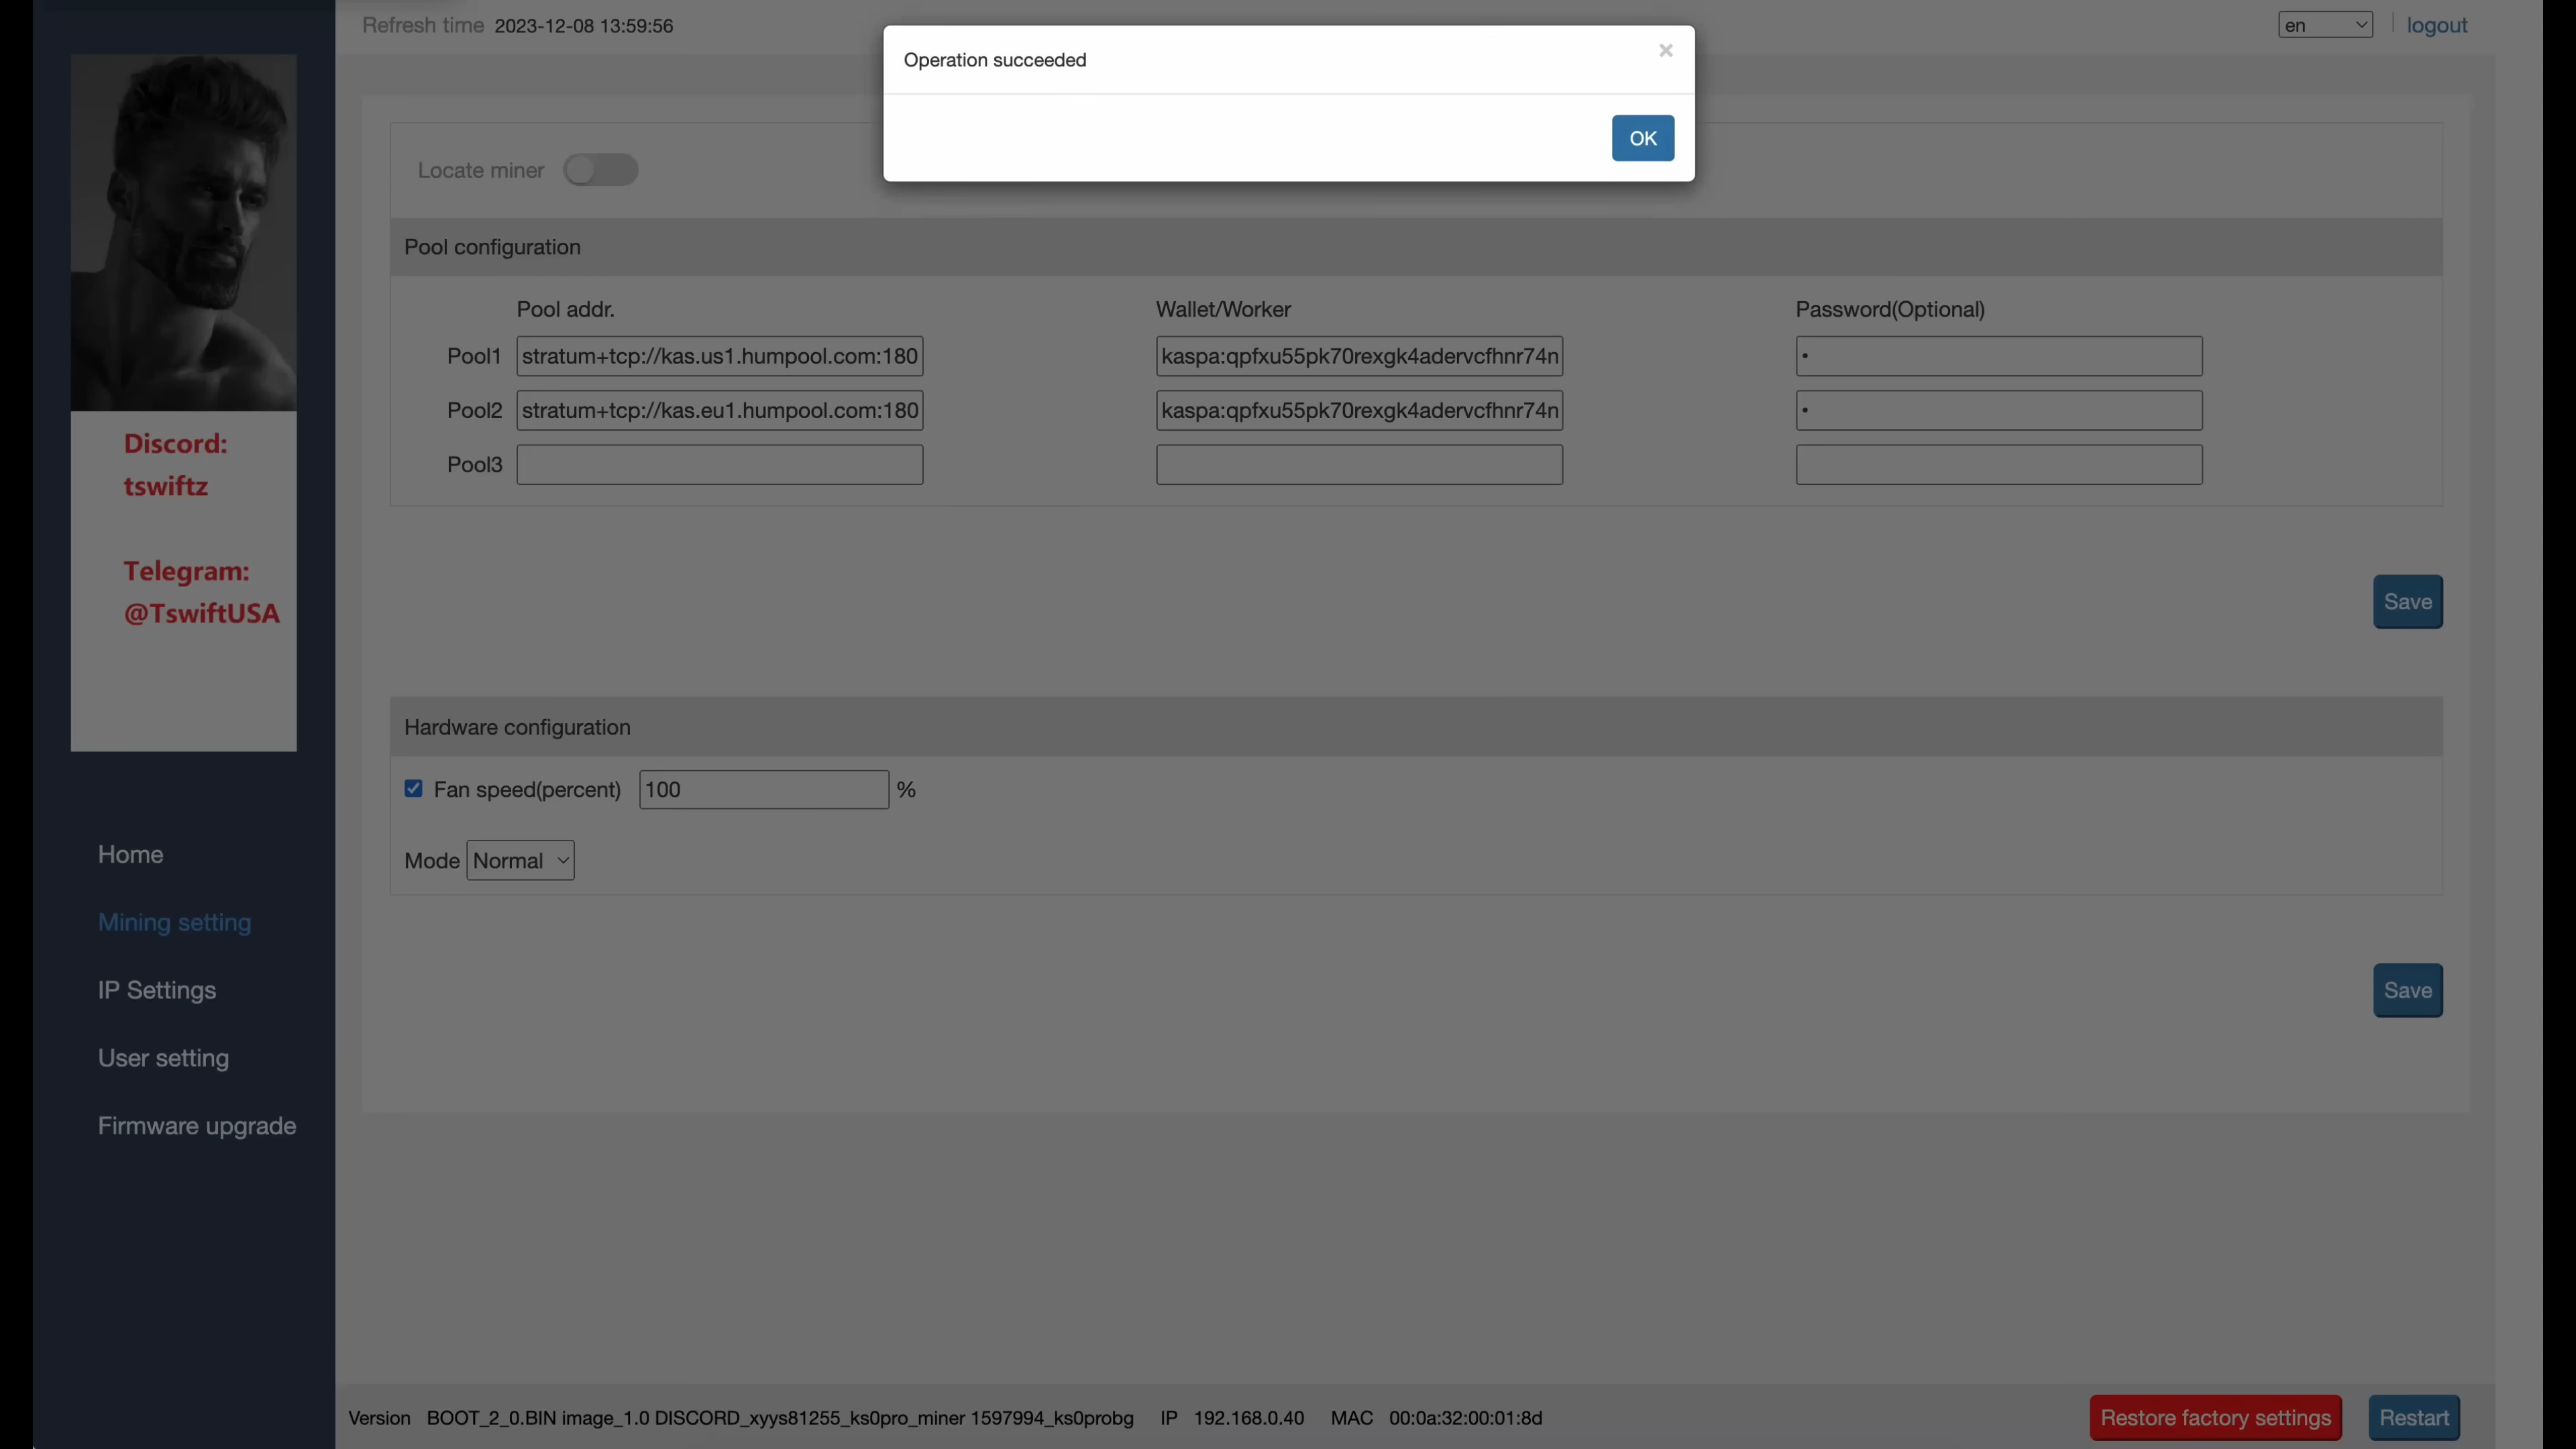 Refresh time 2023-12-08 13:59:56
en
logout
Operation succeeded
×
OK
Locate miner
Pool configuration
Pool addr. Wallet/Worker Password(Optional)
Pool1 stratum+tcp://kas.us1.humpool.com:180 kaspa:qpfxu55pk70rexgk4adervcfhnr74n •
Pool2 stratum+tcp://kas.eu1.humpool.com:180 kaspa:qpfxu55pk70rexgk4adervcfhnr74n •
Pool3
Save
Hardware configuration
Fan speed(percent) 100 %
Mode Normal
Save
Discord:
tswiftz
Telegram:
@TswiftUSA
Home
Mining setting
IP Settings
User setting
Firmware upgrade
Version BOOT_2_0.BIN image_1.0 DISCORD_xyys81255_ks0pro_miner 1597994_ks0probg IP 192.168.0.40 MAC 00:0a:32:00:01:8d
Restore factory settings
Restart